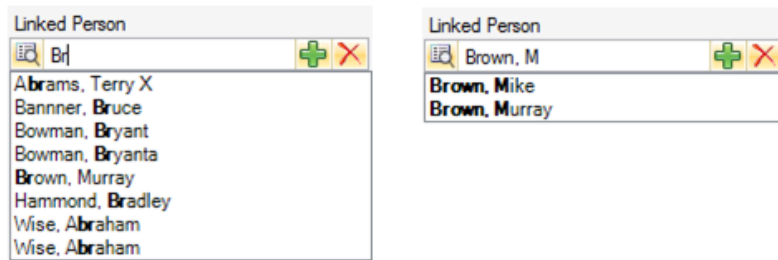 Linked Person
Br
Abrams, Terry X
Bannner, Bruce
Bowman, Bryant
Bowman, Bryanta
Brown, Murray
Hammond, Bradley
Wise, Abraham
Wise, Abraham
Linked Person
Brown, M
Brown, Mike
Brown, Murray